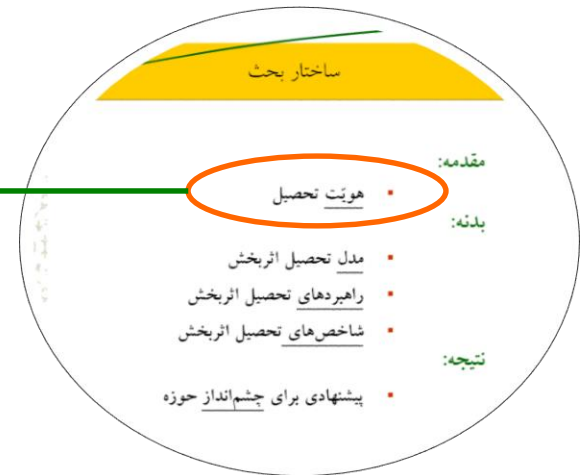 ساختار بحث
مقدمه:
▪ هویّت تحصیل
بدنه:
▪ مدل تحصیل اثربخش
▪ راهبردهای تحصیل اثربخش
▪ شاخص‌های تحصیل اثربخش
نتیجه:
▪ پیشنهادی برای چشم‌انداز حوزه